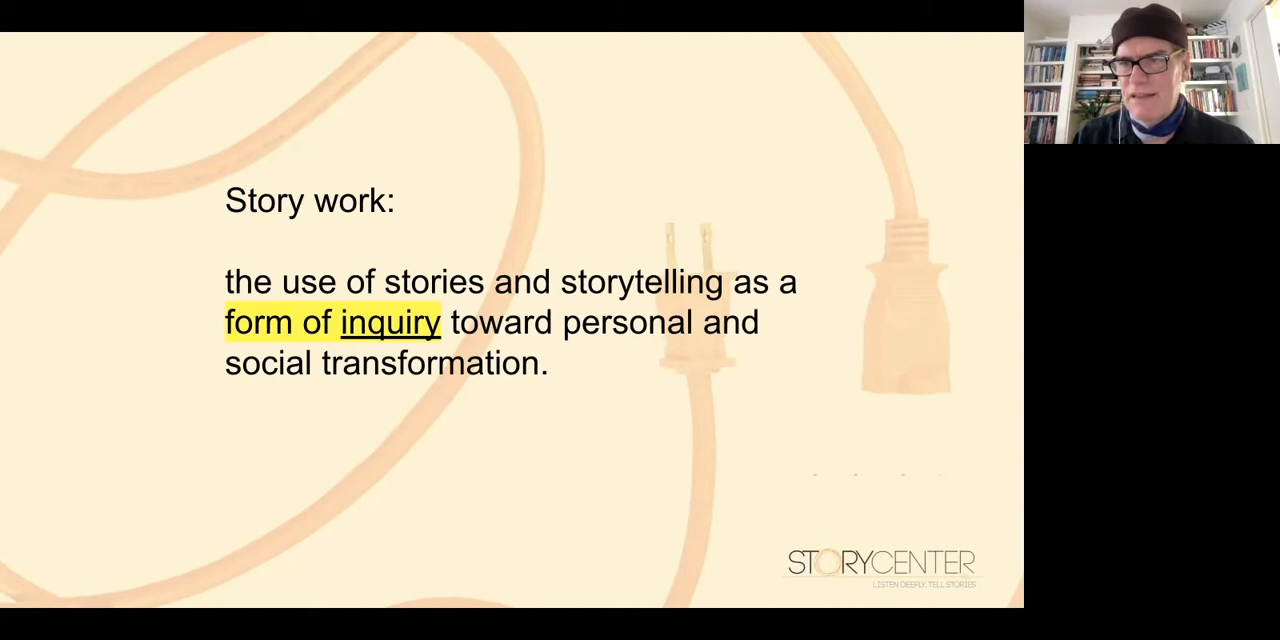 Story work:
the use of stories and storytelling as a
form of inquiry toward personal and
social transformation.
STORYCENTER
LISTEN DEEPLY, TELL STORIES